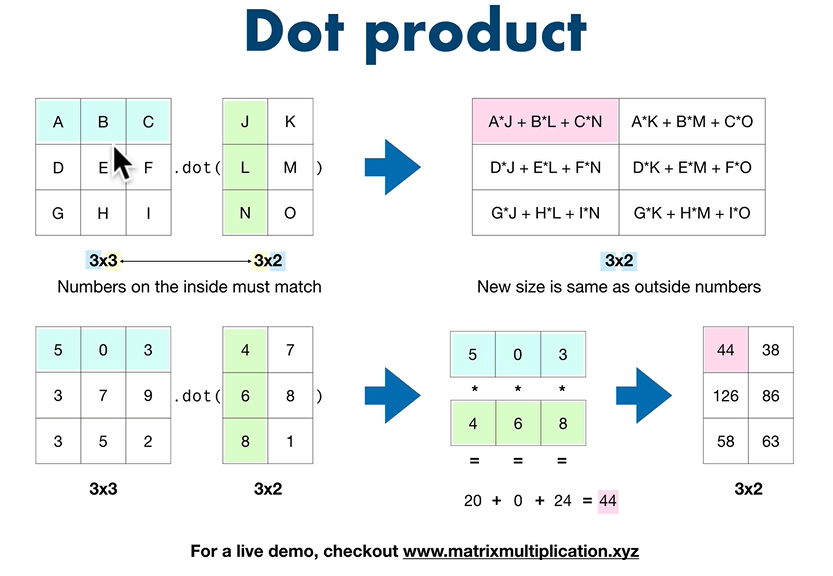 Dot product
A B C
D E F
G H I
.dot(
J K
L M
N O
)
A*J + B*L + C*N A*K + B*M + C*O
D*J + E*L + F*N D*K + E*M + F*O
G*J + H*L + I*N G*K + H*M + I*O
3x3 3x2
Numbers on the inside must match
3x2
New size is same as outside numbers
5 0 3
3 7 9
3 5 2
.dot(
4 7
6 8
8 1
)
3x3
3x2
5 0 3
* * *
4 6 8
= = =
20 + 0 + 24 = 44
44 38
126 86
58 63
3x2
For a live demo, checkout www.matrixmultiplication.xyz